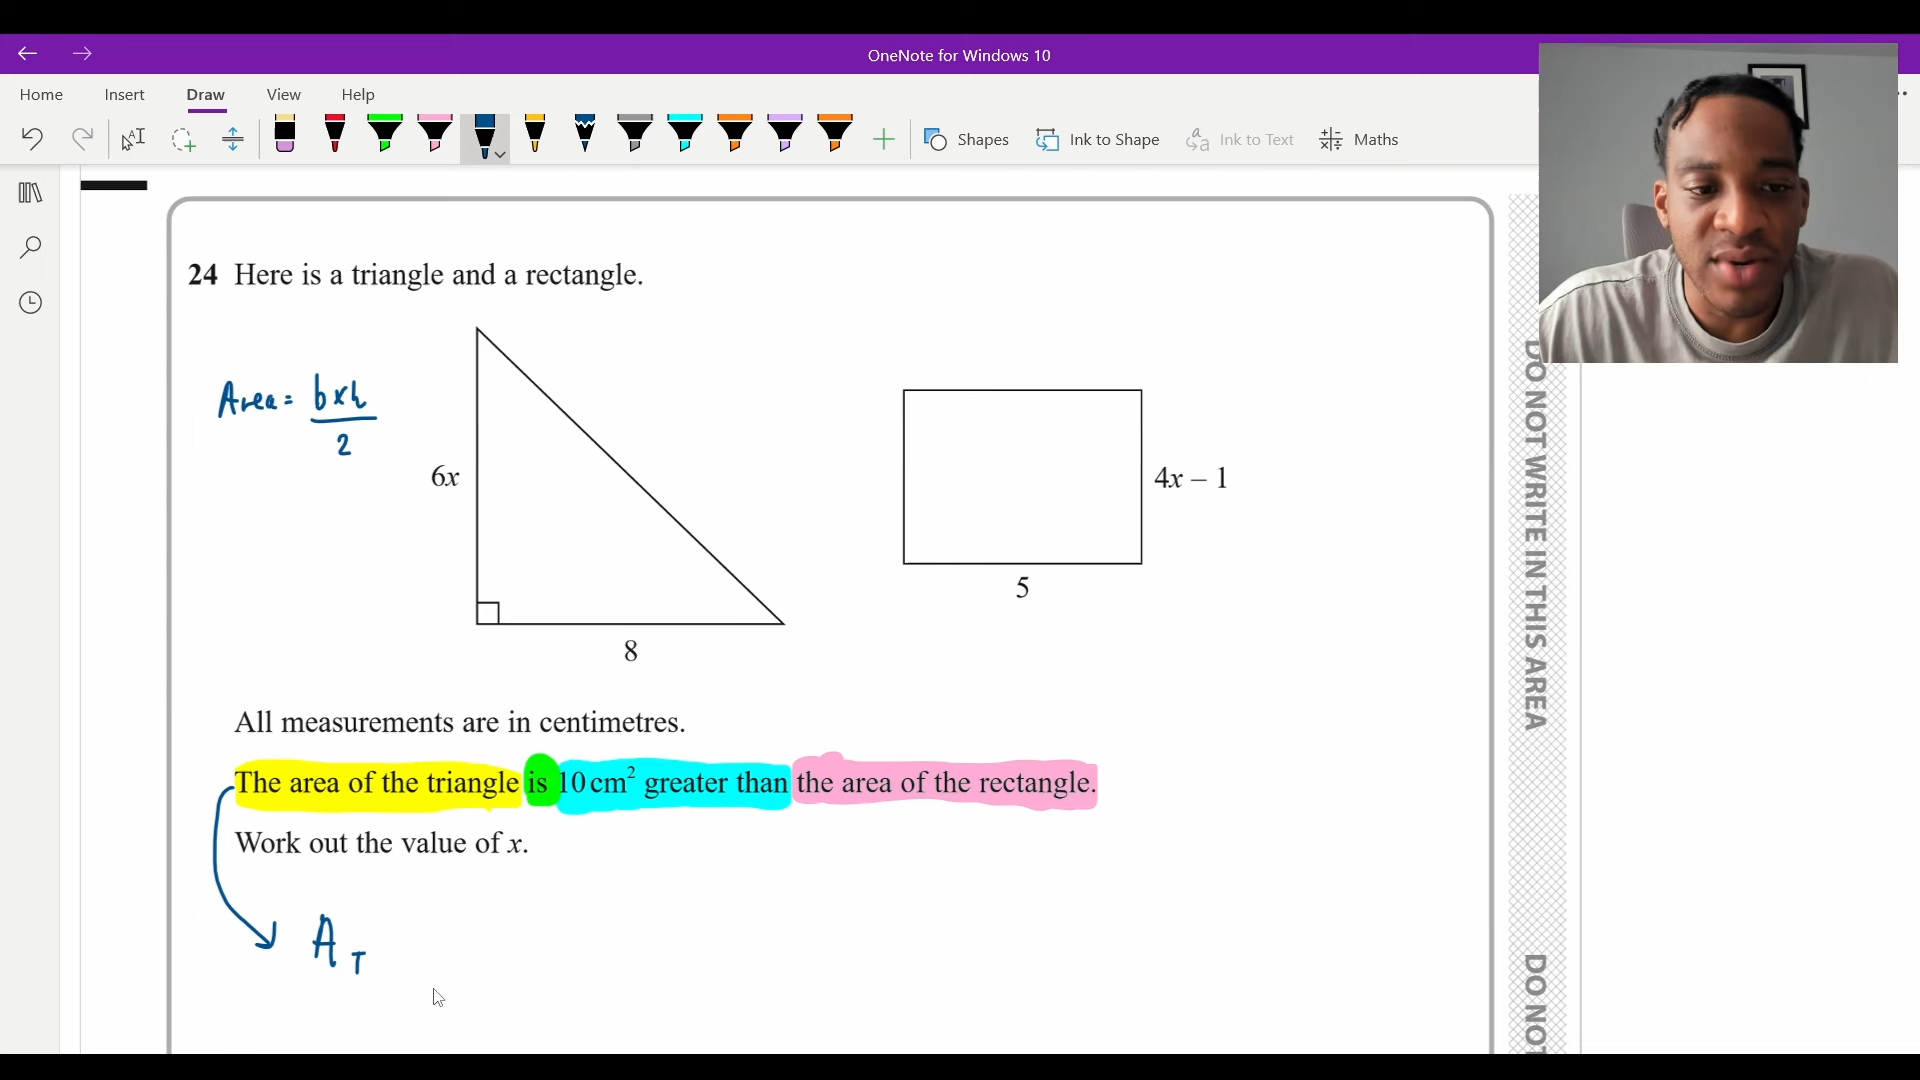 OneNote for Windows 10
Home Insert Draw View Help
Shapes Ink to Shape Ink to Text Maths
24 Here is a triangle and a rectangle.
Area = b x h
2
6x
4x – 1
5
8
All measurements are in centimetres.
The area of the triangle is 10 cm² greater than the area of the rectangle.
Work out the value of x.
A T
DO NOT WRITE IN THIS AREA
DO NOT